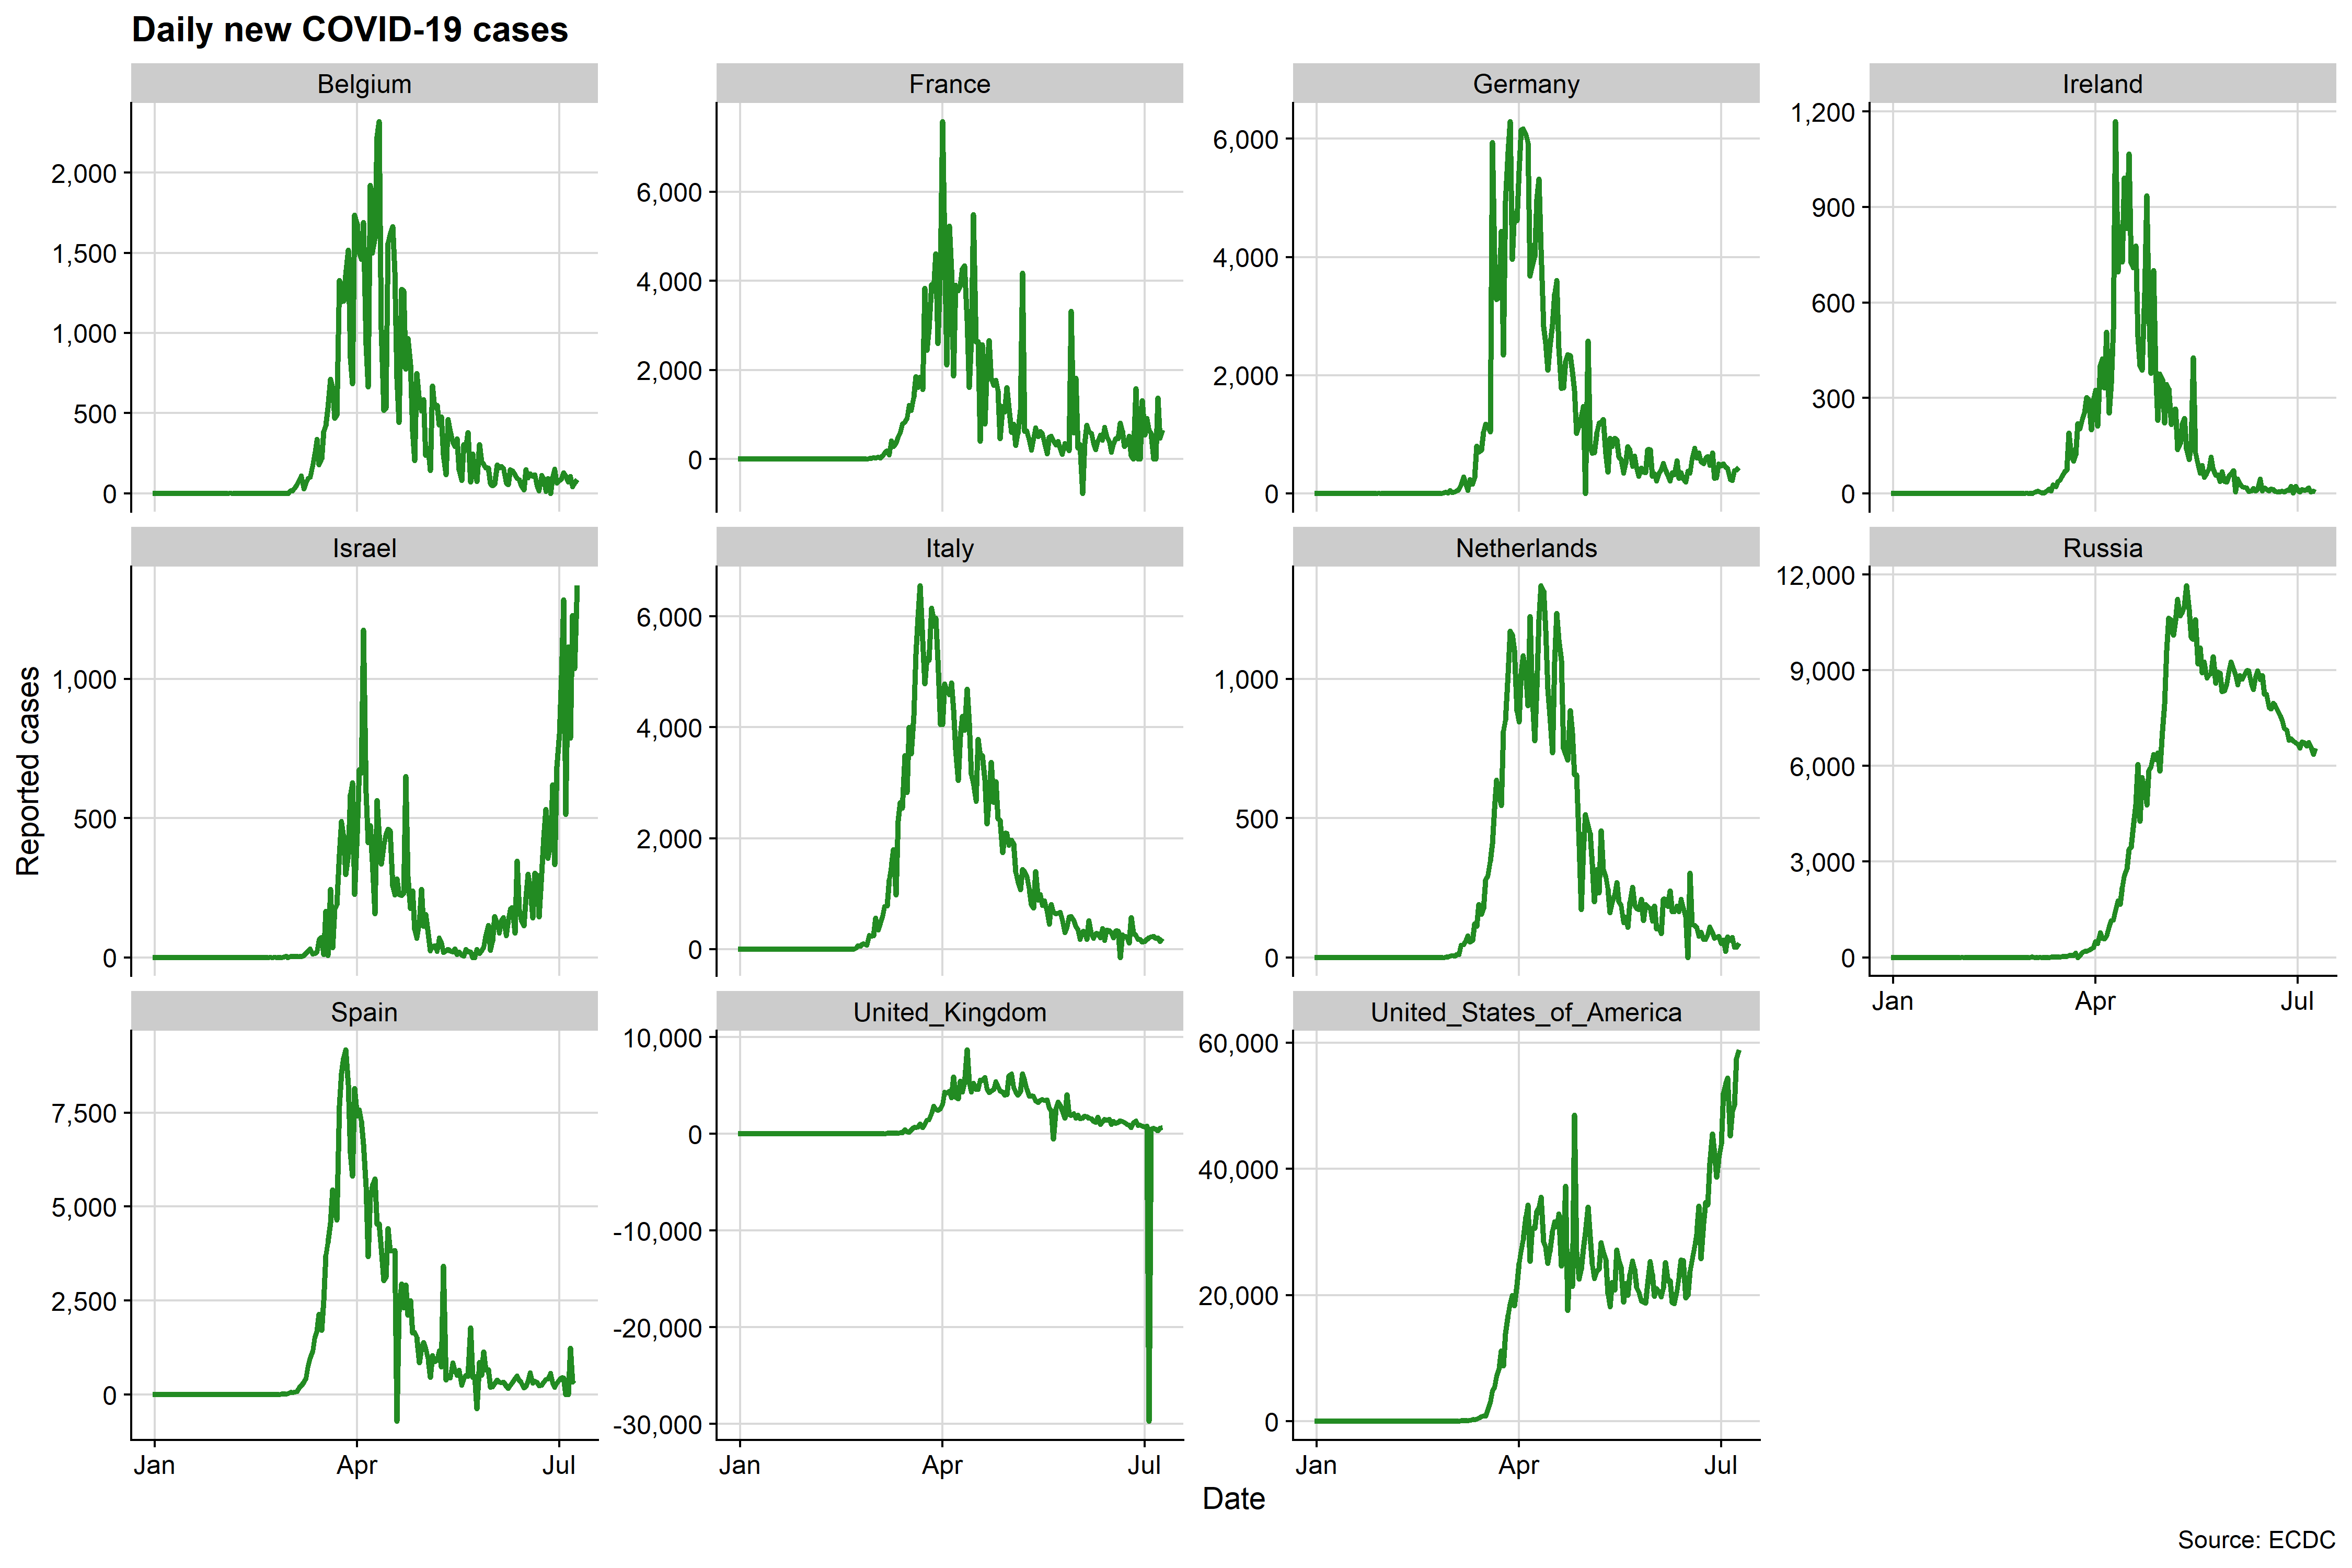 Daily new COVID-19 cases
Belgium
France
Germany
Ireland
2,000
1,500
1,000
500
0
6,000
4,000
2,000
0
6,000
4,000
2,000
0
1,200
900
600
300
0
Israel
Italy
Netherlands
Russia
1,000
500
0
6,000
4,000
2,000
0
1,000
500
0
12,000
9,000
6,000
3,000
0
Jan Apr Jul
Reported cases
Spain
United_Kingdom
United_States_of_America
7,500
5,000
2,500
0
10,000
0
-10,000
-20,000
-30,000
60,000
40,000
20,000
0
Jan Apr Jul
Jan Apr Jul
Jan Apr Jul
Date
Source: ECDC